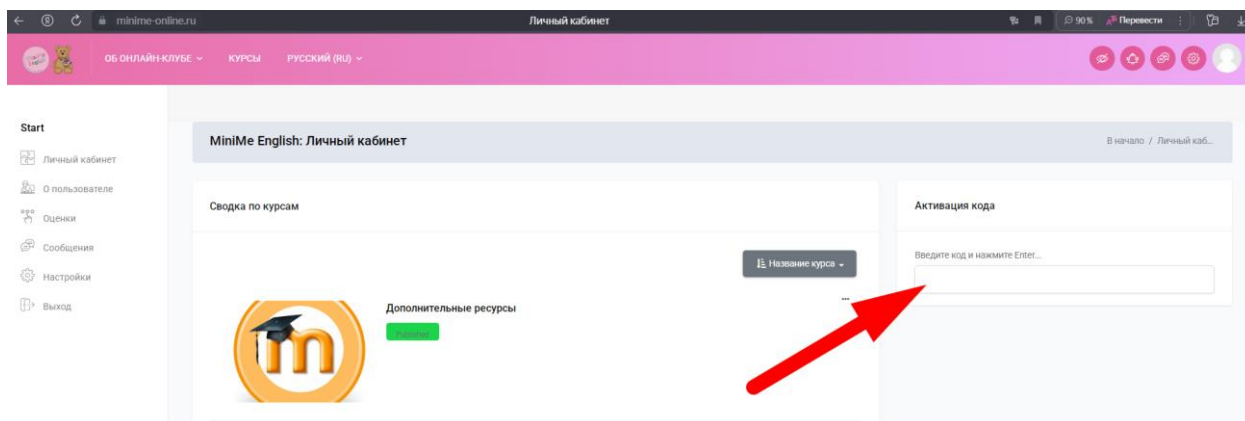 minime-online.ru
Личный кабинет
90%
Перевести
ОБ ОНЛАЙН-КЛУБЕ
КУРСЫ
РУССКИЙ (RU)
Start
Личный кабинет
О пользователе
Оценки
Сообщения
Настройки
Выход
MiniMe English: Личный кабинет
В начало / Личный каб...
Сводка по курсам
Название курса
Дополнительные ресурсы
...
m
Активация кода
Введите код и нажмите Enter...